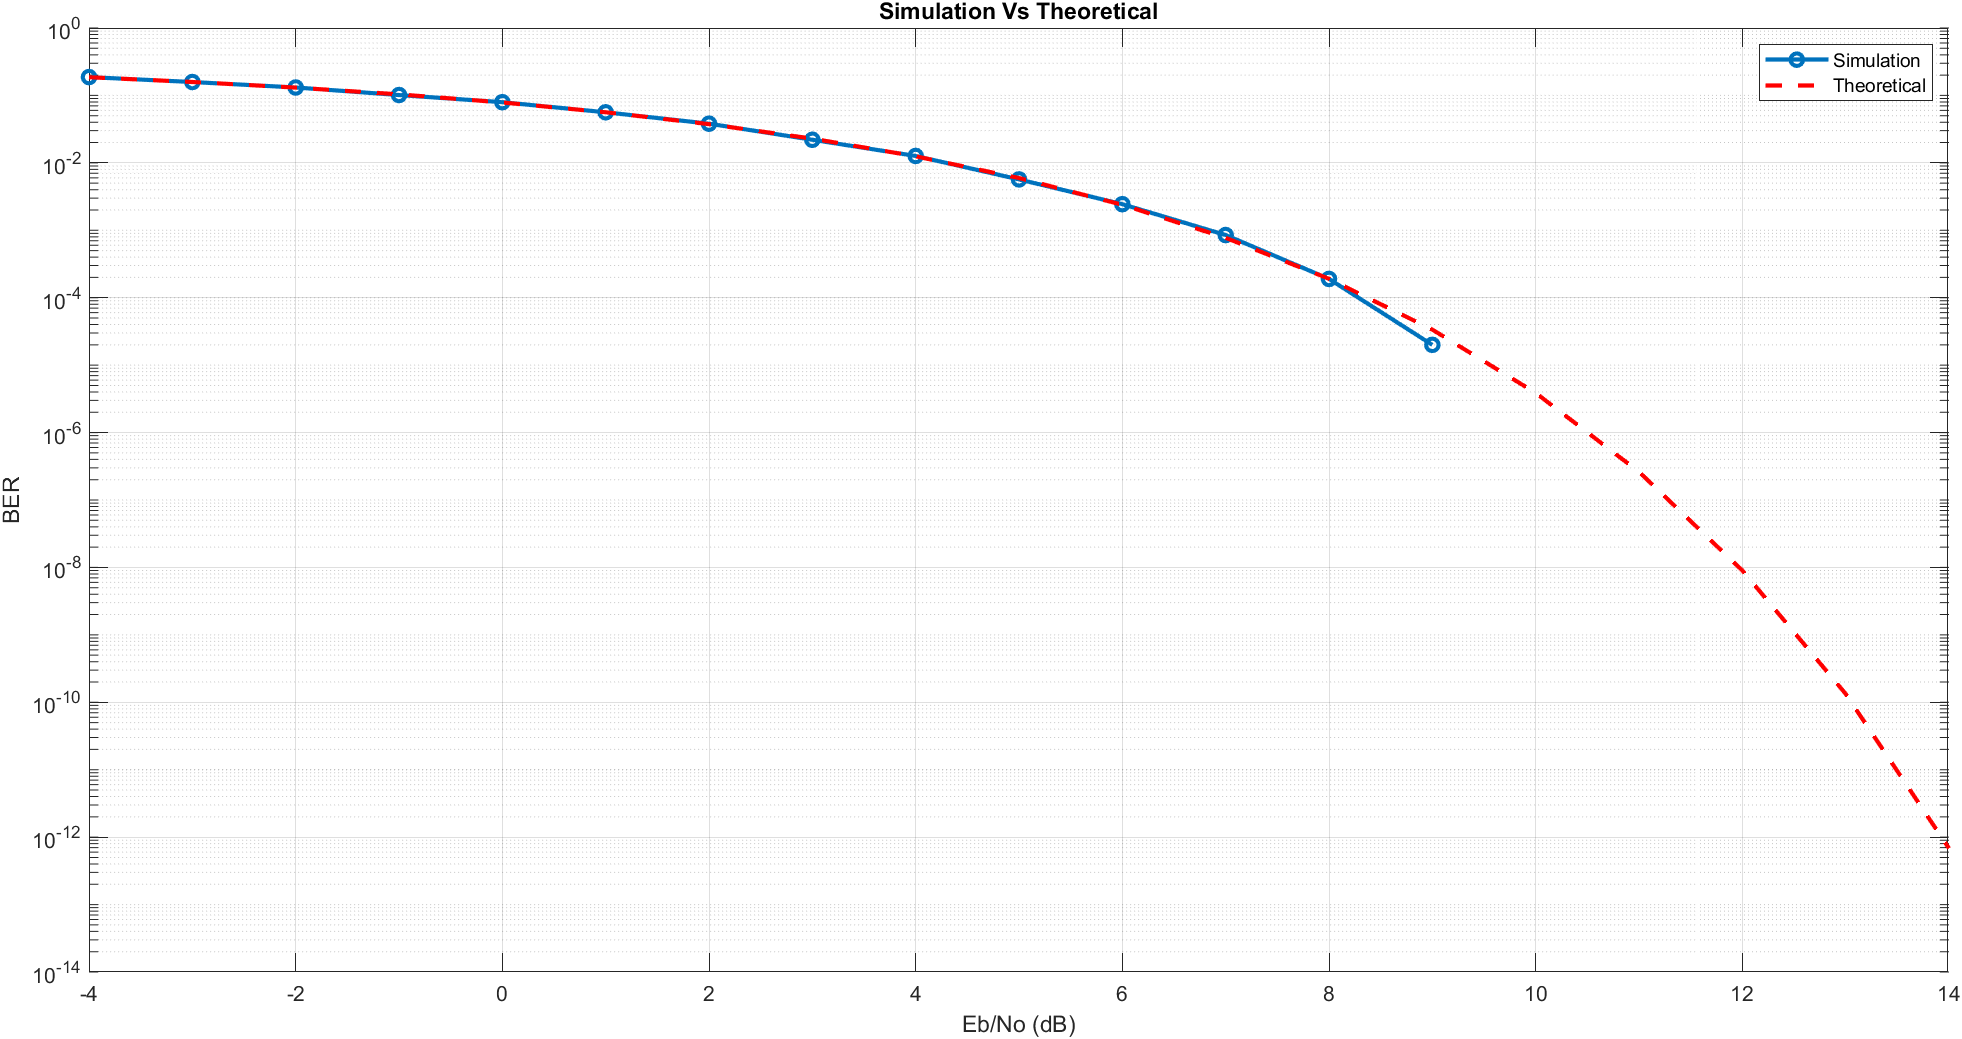 Simulation Vs Theoretical
Simulation
Theoretical
10^0
10^-2
10^-4
10^-6
10^-8
10^-10
10^-12
10^-14
BER
-4 -2 0 2 4 6 8 10 12 14
Eb/No (dB)